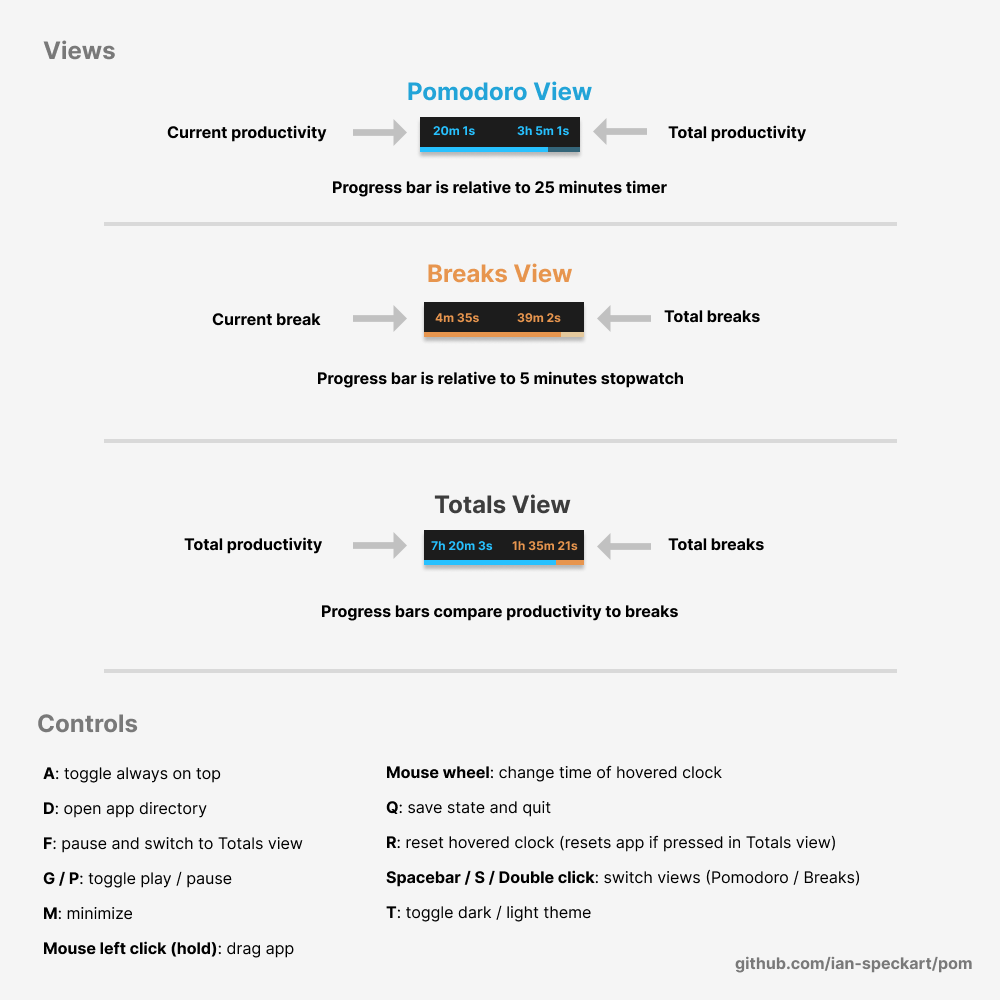 Views
Pomodoro View
Current productivity
20m 1s
3h 5m 1s
Total productivity
Progress bar is relative to 25 minutes timer
Breaks View
Current break
4m 35s
39m 2s
Total breaks
Progress bar is relative to 5 minutes stopwatch
Totals View
Total productivity
7h 20m 3s
1h 35m 21s
Total breaks
Progress bars compare productivity to breaks
Controls
A: toggle always on top
D: open app directory
F: pause and switch to Totals view
G / P: toggle play / pause
M: minimize
Mouse left click (hold): drag app
Mouse wheel: change time of hovered clock
Q: save state and quit
R: reset hovered clock (resets app if pressed in Totals view)
Spacebar / S / Double click: switch views (Pomodoro / Breaks)
T: toggle dark / light theme
github.com/ian-speckart/pom